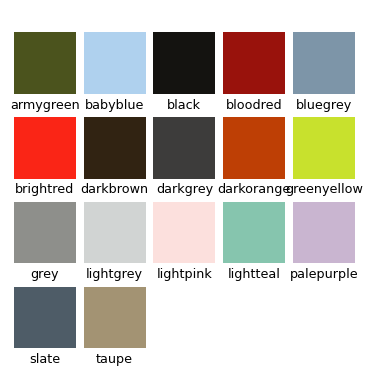 armygreen babyblue black bloodred bluegrey
brightred darkbrown darkgrey darkorange greenyellow
grey lightgrey lightpink lightteal palepurple
slate taupe